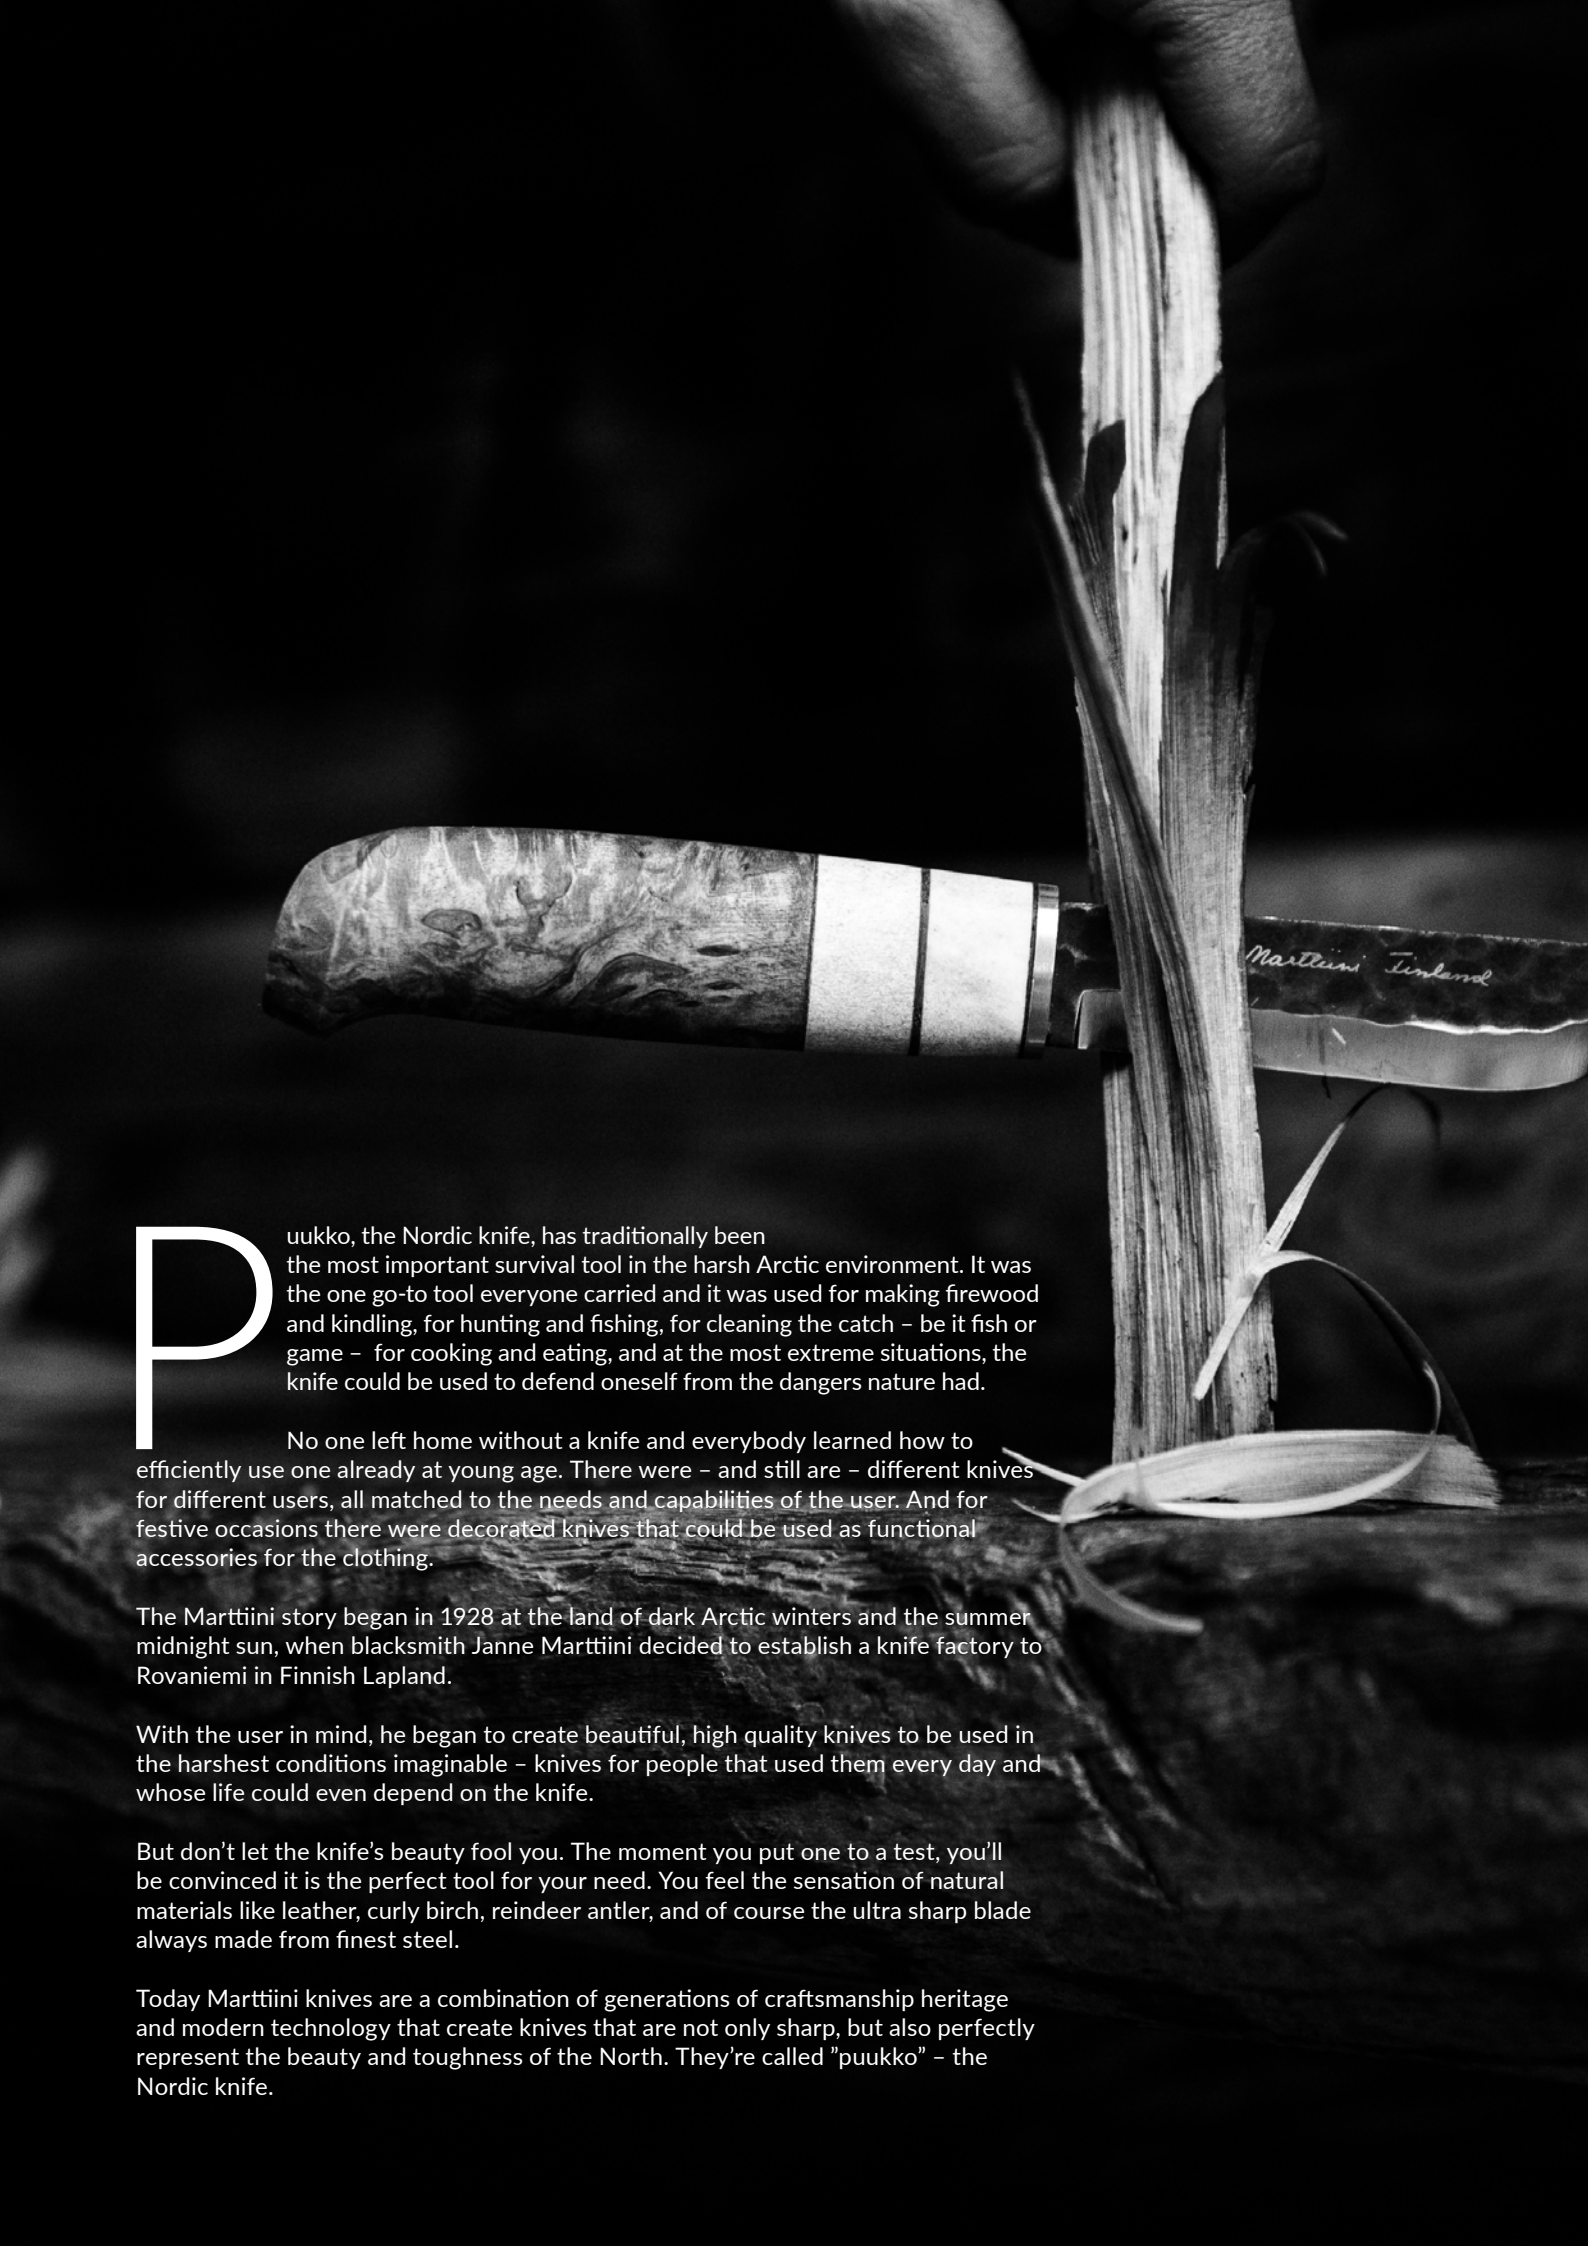 Marttiini Finland
Puukko, the Nordic knife, has traditionally been
the most important survival tool in the harsh Arctic environment. It was
the one go-to tool everyone carried and it was used for making firewood
and kindling, for hunting and fishing, for cleaning the catch – be it fish or
game –  for cooking and eating, and at the most extreme situations, the
knife could be used to defend oneself from the dangers nature had.
No one left home without a knife and everybody learned how to
efficiently use one already at young age. There were – and still are – different knives
for different users, all matched to the needs and capabilities of the user. And for
festive occasions there were decorated knives that could be used as functional
accessories for the clothing.
The Marttiini story began in 1928 at the land of dark Arctic winters and the summer
midnight sun, when blacksmith Janne Marttiini decided to establish a knife factory to
Rovaniemi in Finnish Lapland.
With the user in mind, he began to create beautiful, high quality knives to be used in
the harshest conditions imaginable – knives for people that used them every day and
whose life could even depend on the knife.
But don’t let the knife’s beauty fool you. The moment you put one to a test, you’ll
be convinced it is the perfect tool for your need. You feel the sensation of natural
materials like leather, curly birch, reindeer antler, and of course the ultra sharp blade
always made from finest steel.
Today Marttiini knives are a combination of generations of craftsmanship heritage
and modern technology that create knives that are not only sharp, but also perfectly
represent the beauty and toughness of the North. They’re called ”puukko” – the
Nordic knife.